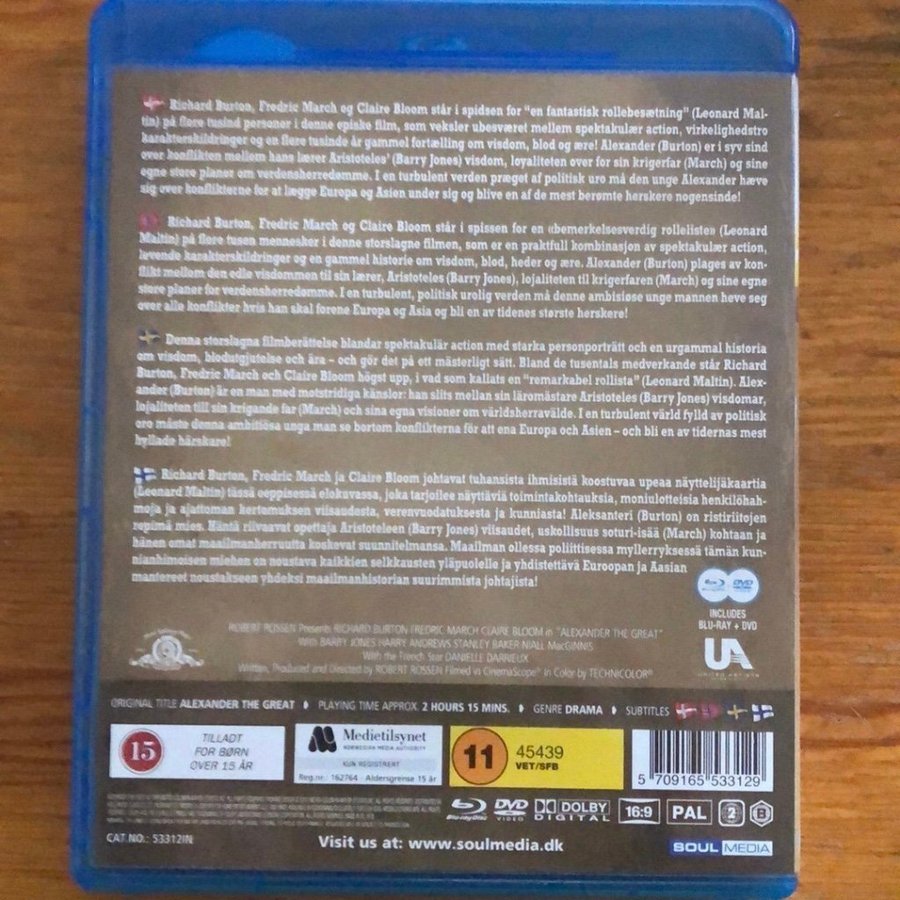 Richard Burton, Fredric March og Claire Bloom står i spidsen for "en fantastisk rollebesætning" (Leonard Mal-
tin) på flere tusind personer i denne episke film, som veksler ubesværet mellem spektakulær action, virkelighedstro
karakterskildringer og en flere tusinde år gammel fortælling om visdom, blod og ære! Alexander (Burton) er i syv sind
over konflikten mellem hans lærer Aristoteles' (Barry Jones) visdom, loyaliteten over for sin krigerfar (March) og sine
egne store planer om verdensherredømme. I en turbulent verden præget af politisk uro må den unge Alexander hæve
sig over konflikterne for at lægge Europa og Asien under sig og blive en af de mest berømte herskere nogensinde!
Richard Burton, Fredric March og Claire Bloom står i spissen for en «bemerkelsesverdig rolleliste» (Leonard
Maltin) på flere tusen mennesker i denne storslagne filmen, som er en praktfull kombinasjon av spektakulær action,
levende karakterskildringer og en gammel historie om visdom, blod, heder og ære. Alexander (Burton) plages av kon-
flikt mellom den edle visdommen til sin lærer, Aristoteles (Barry Jones), lojaliteten til krigerfaren (March) og sine egne
store planer for verdensherredømme. I en turbulent, politisk urolig verden må denne ambisiøse unge mannen heve seg
over alle konflikter hvis han skal forene Europa og Asia og bli en av tidenes største herskere!
Denna storslagna filmberättelse blandar spektakulär action med starka personporträtt och en urgammal historia
om visdom, blodutgjutelse och ära – och gör det på ett mästerligt sätt. Bland de tusentals medverkande står Richard
Burton, Fredric March och Claire Bloom högst upp, i vad som kallats en "remarkabel rollista" (Leonard Maltin). Alex-
ander (Burton) är en man med motstridiga känslor: han slits mellan sin läromästare Aristoteles (Barry Jones) visdomar,
lojaliteten till sin krigande far (March) och sina egna visioner om världsherravälde. I en turbulent värld fylld av politisk
oro måste denna ambitiösa unga man se bortom konflikterna för att ena Europa och Asien – och bli en av tidernas mest
hyllade härskare!
Richard Burton, Fredric March ja Claire Bloom johtavat tuhansista ihmisistä koostuvaa upeaa näyttelijäkaartia
(Leonard Maltin) tässä eeppisessä elokuvassa, joka tarjoilee näyttäviä toimintakohtauksia, moniulotteisia henkilöhah-
moja ja ajattoman kertomuksen viisaudesta, verenvuodatuksesta ja kunniasta! Aleksanteri (Burton) on ristiriitojen
repimä mies. Häntä riivaavat opettaja Aristoteleen (Barry Jones) viisaudet, uskollisuus soturi-isää (March) kohtaan ja
hänen omat maailmanherruutta koskevat suunnitelmansa. Maailman ollessa poliittisessa myllerryksessä tämän kun-
nianhimoisen miehen on noustava kaikkien selkkausten yläpuolelle ja yhdistettävä Euroopan ja Aasian
mantereet noustakseen yhdeksi maailmanhistorian suurimmista johtajista!
INCLUDES
BLU-RAY + DVD
ROBERT ROSSEN Presents RICHARD BURTON FREDRIC MARCH CLAIRE BLOOM in "ALEXANDER THE GREAT"
With BARRY JONES HARRY ANDREWS STANLEY BAKER NIALL MacGINNIS
With the French Star DANIELLE DARRIEUX
Written, Produced and Directed by ROBERT ROSSEN Filmed in CinemaScope® In Color by TECHNICOLOR®
UA
UNITED ARTISTS
ORIGINAL TITLE ALEXANDER THE GREAT PLAYING TIME APPROX. 2 HOURS 15 MINS. GENRE DRAMA SUBTITLES
15
TILLADT
FOR BØRN
OVER 15 ÅR
Medietilsynet
NORWEGIAN MEDIA AUTHORITY
KUN REGISTRERT
Reg.nr.: 162764 Aldersgrense 15 år
11
45439
VET/SFB
5 709165 533129
Blu-ray Disc
DVD VIDEO
DOLBY DIGITAL
16:9
PAL
2
B
CAT NO.: 53312IN
Visit us at: www.soulmedia.dk
SOUL MEDIA